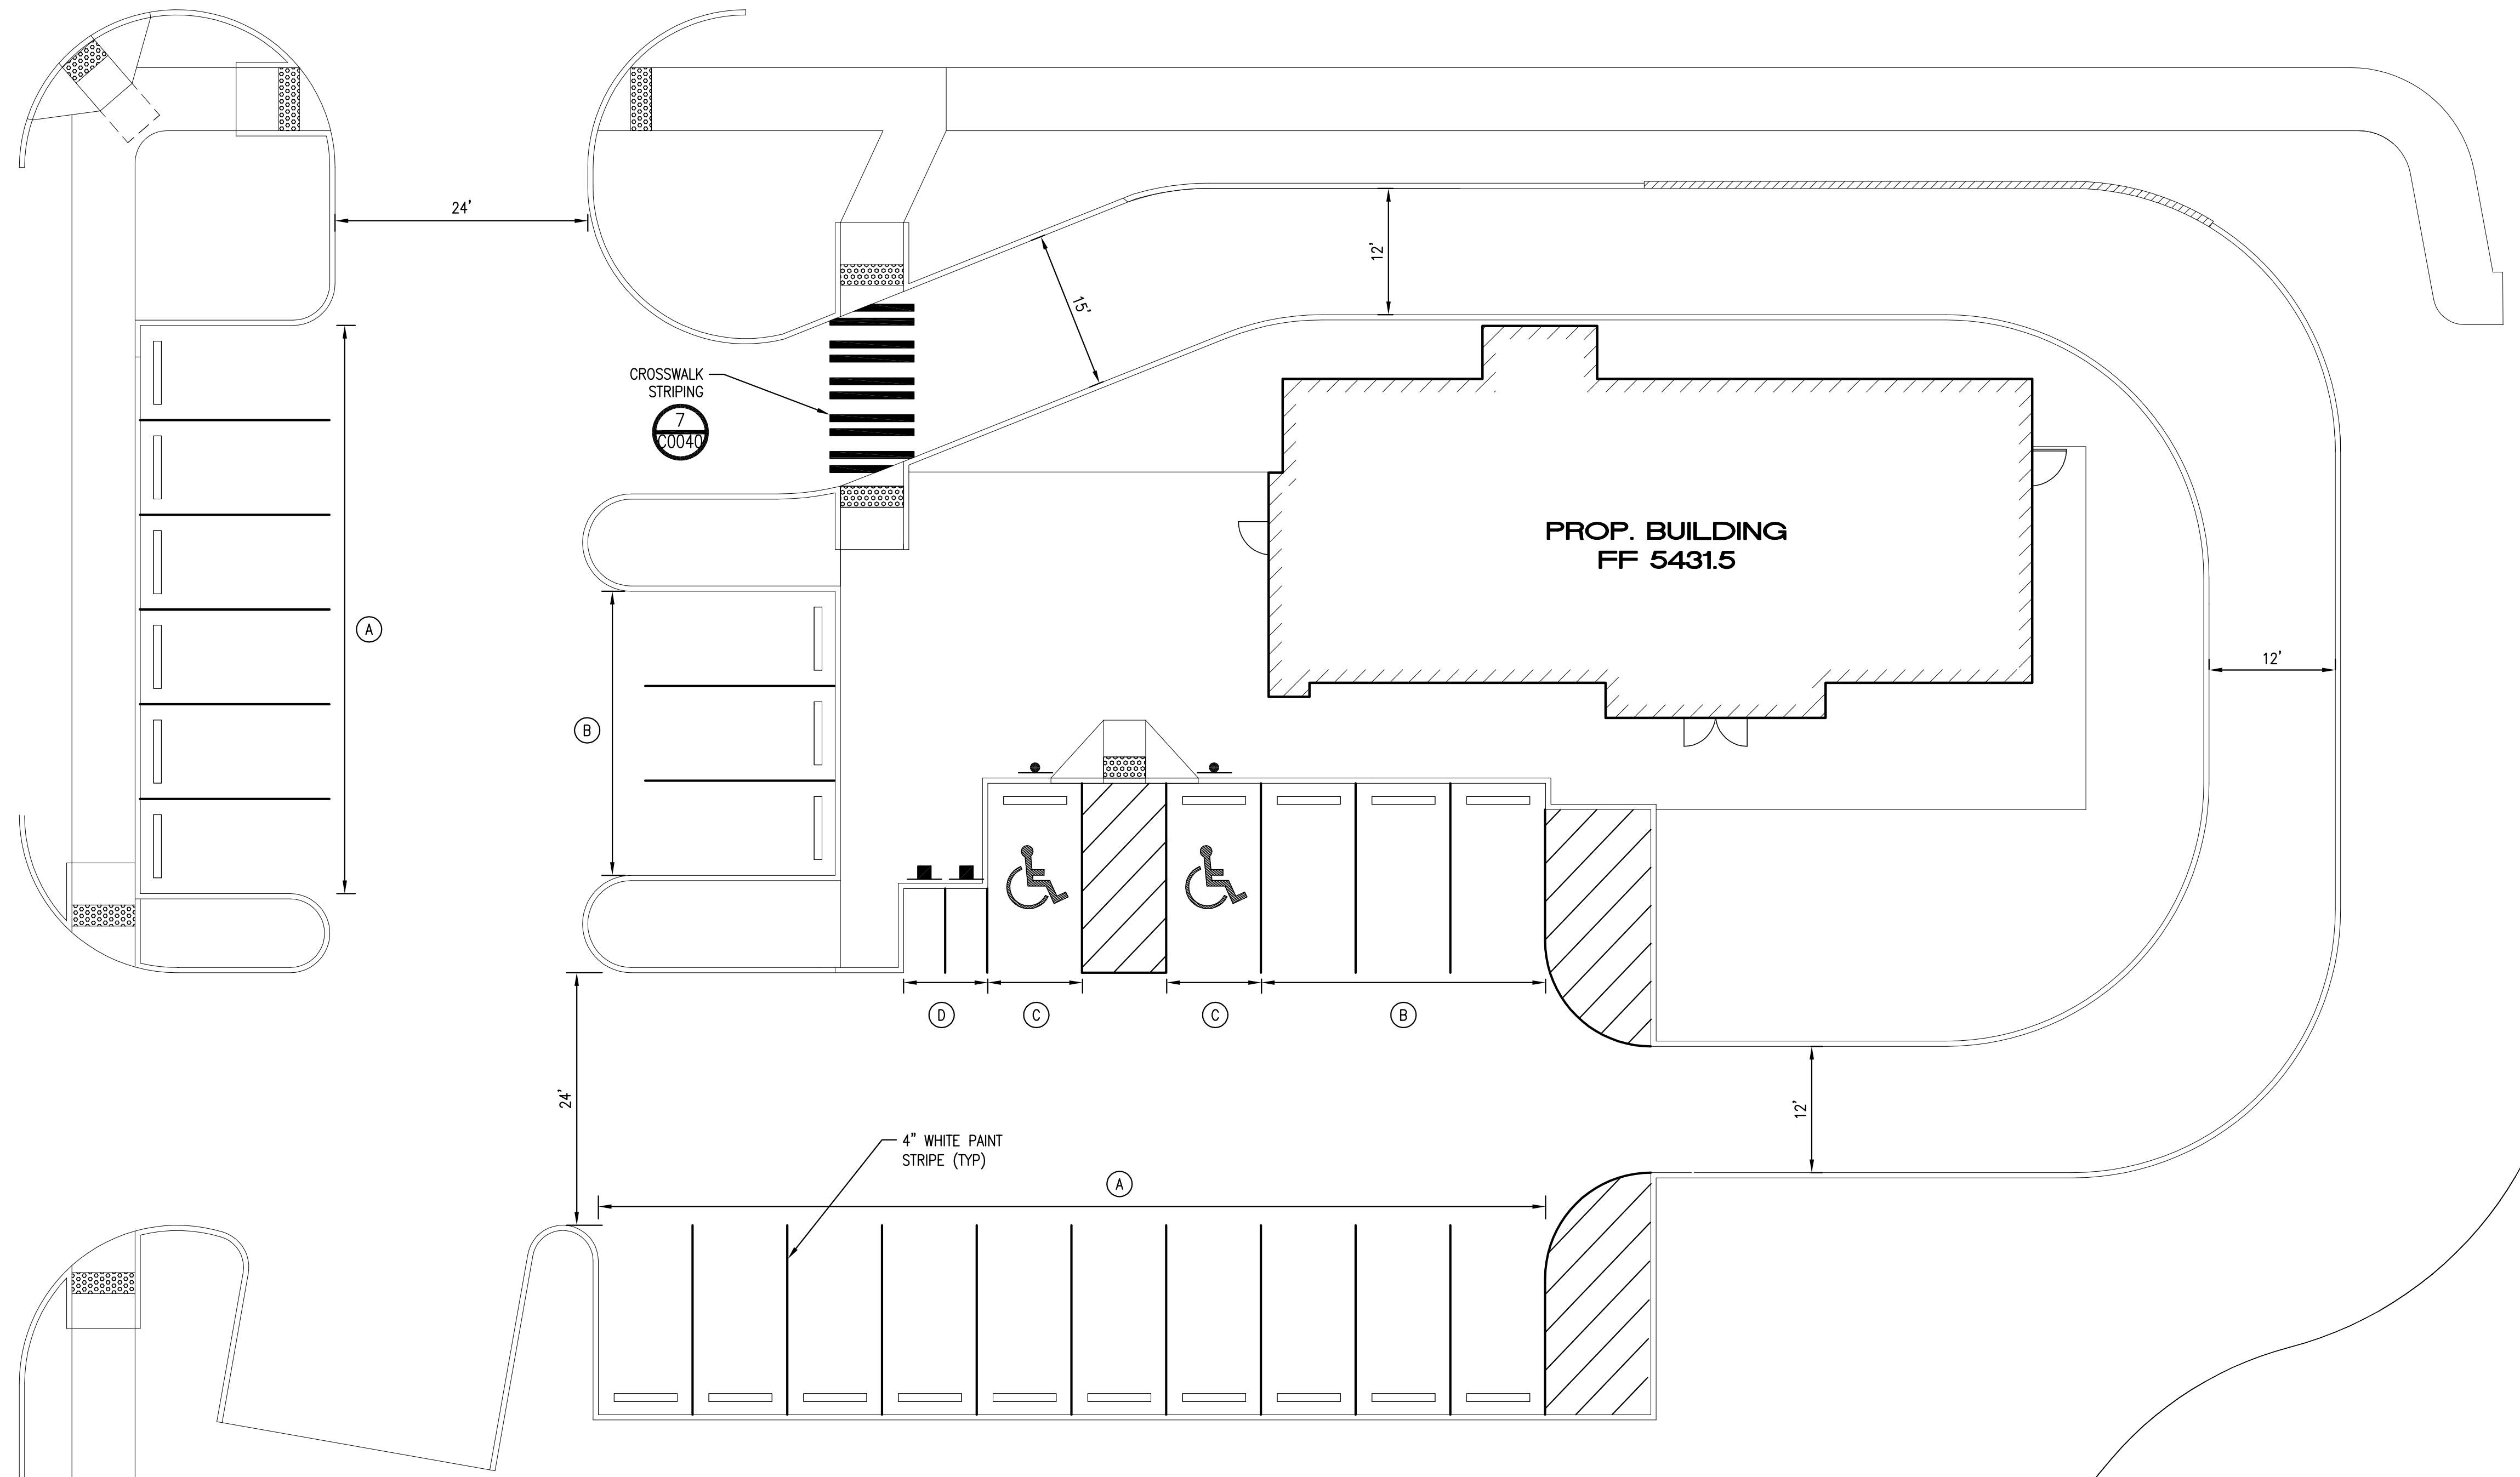 24'
12'
15'
CROSSWALK
STRIPING
7
C0040
PROP. BUILDING
FF 5431.5
A
12'
B
D
C
C
B
24'
12'
4" WHITE PAINT
STRIPE (TYP)
A